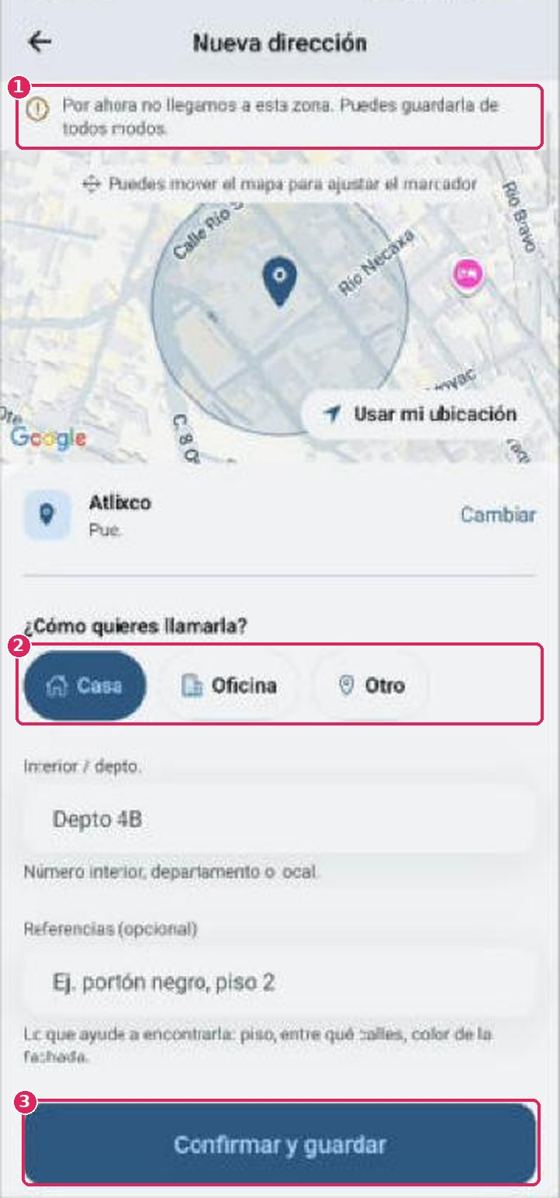 Nueva dirección
1
Por ahora no llegamos a esta zona. Puedes guardarla de
todos modos.
Puedes mover el mapa para ajustar el marcador
Calle Río
Río Necaxa
Río Bravo
Usar mi ubicación
Google
C. 8
Atlixco
Pue.
Cambiar
¿Cómo quieres llamarla?
2
Casa
Oficina
Otro
Interior / depto.
Depto 4B
Número interior, departamento o local.
Referencias (opcional)
Ej. portón negro, piso 2
Lo que ayude a encontrarla: piso, entre qué calles, color de la
fachada.
3
Confirmar y guardar